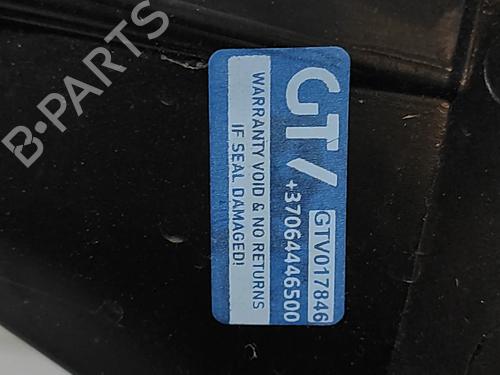 B-PARTS
GTV
GTV017846
+37064446500
WARRANTY VOID & NO RETURNS
IF SEAL DAMAGED!